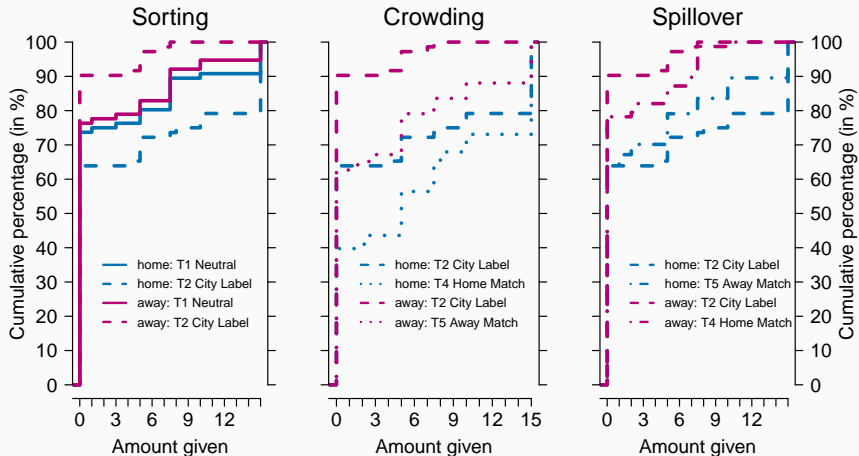 Sorting
Crowding
Spillover
Cumulative percentage (in %)
100
90
80
70
60
50
40
30
20
10
0
home: T1 Neutral
home: T2 City Label
away: T1 Neutral
away: T2 City Label
0 3 6 9 12
Amount given
home: T2 City Label
home: T4 Home Match
away: T2 City Label
away: T5 Away Match
0 3 6 9 12 15
Amount given
home: T2 City Label
home: T5 Away Match
away: T2 City Label
away: T4 Home Match
0 3 6 9 12
Amount given
100
90
80
70
60
50
40
30
20
10
0
Cumulative percentage (in %)